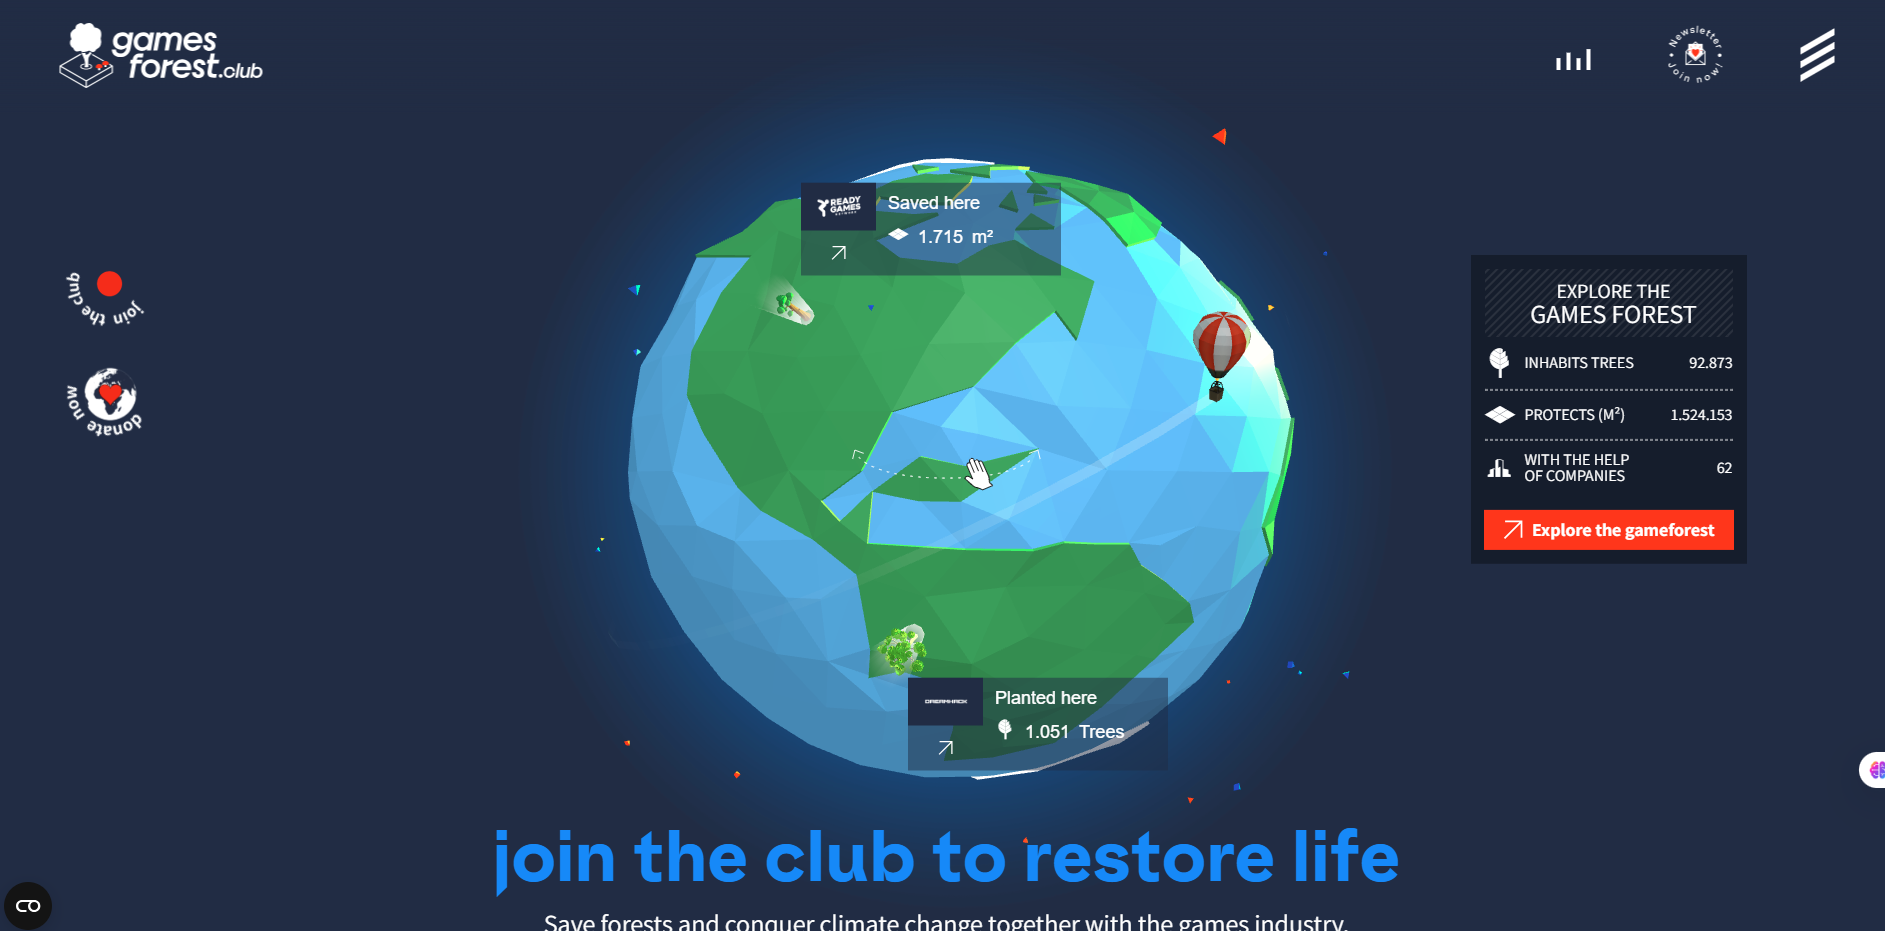 games
forest.club
Newsletter
Join now!
join the club
donate now
READY
GAMES
NETWORK
Saved here
1.715 m²
EXPLORE THE
GAMES FOREST
INHABITS TREES 92.873
PROTECTS (M²) 1.524.153
WITH THE HELP
OF COMPANIES 62
Explore the gameforest
DREAMHACK
Planted here
1.051 Trees
join the club to restore life
Save forests and conquer climate change together with the games industry.